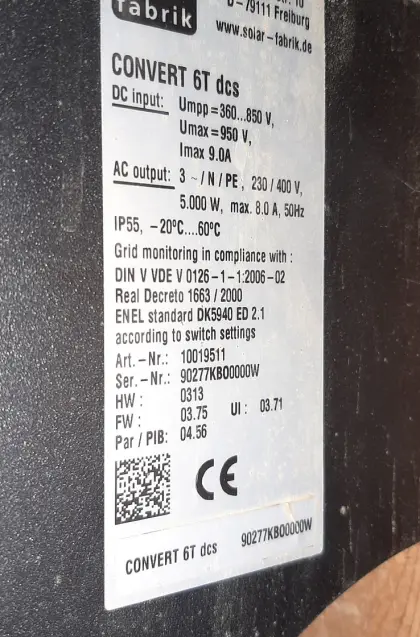 fabrik
D-79111 Freiburg
www.solar-fabrik.de
CONVERT 6T dcs
DC input: Umpp=360...850 V,
Umax=950 V,
Imax 9.0A
AC output: 3 ~/N/PE, 230/400 V,
5.000 W, max. 8.0 A, 50Hz
IP55, -20°C....60°C
Grid monitoring in compliance with :
DIN V VDE V 0126-1-1:2006-02
Real Decreto 1663/2000
ENEL standard DK5940 ED 2.1
according to switch settings
Art.-Nr.: 10019511
Ser.-Nr.: 90277KB00000W
HW : 0313
FW : 03.75 UI : 03.71
Par / PIB: 04.56
CE
CONVERT 6T dcs 90277KB00000W